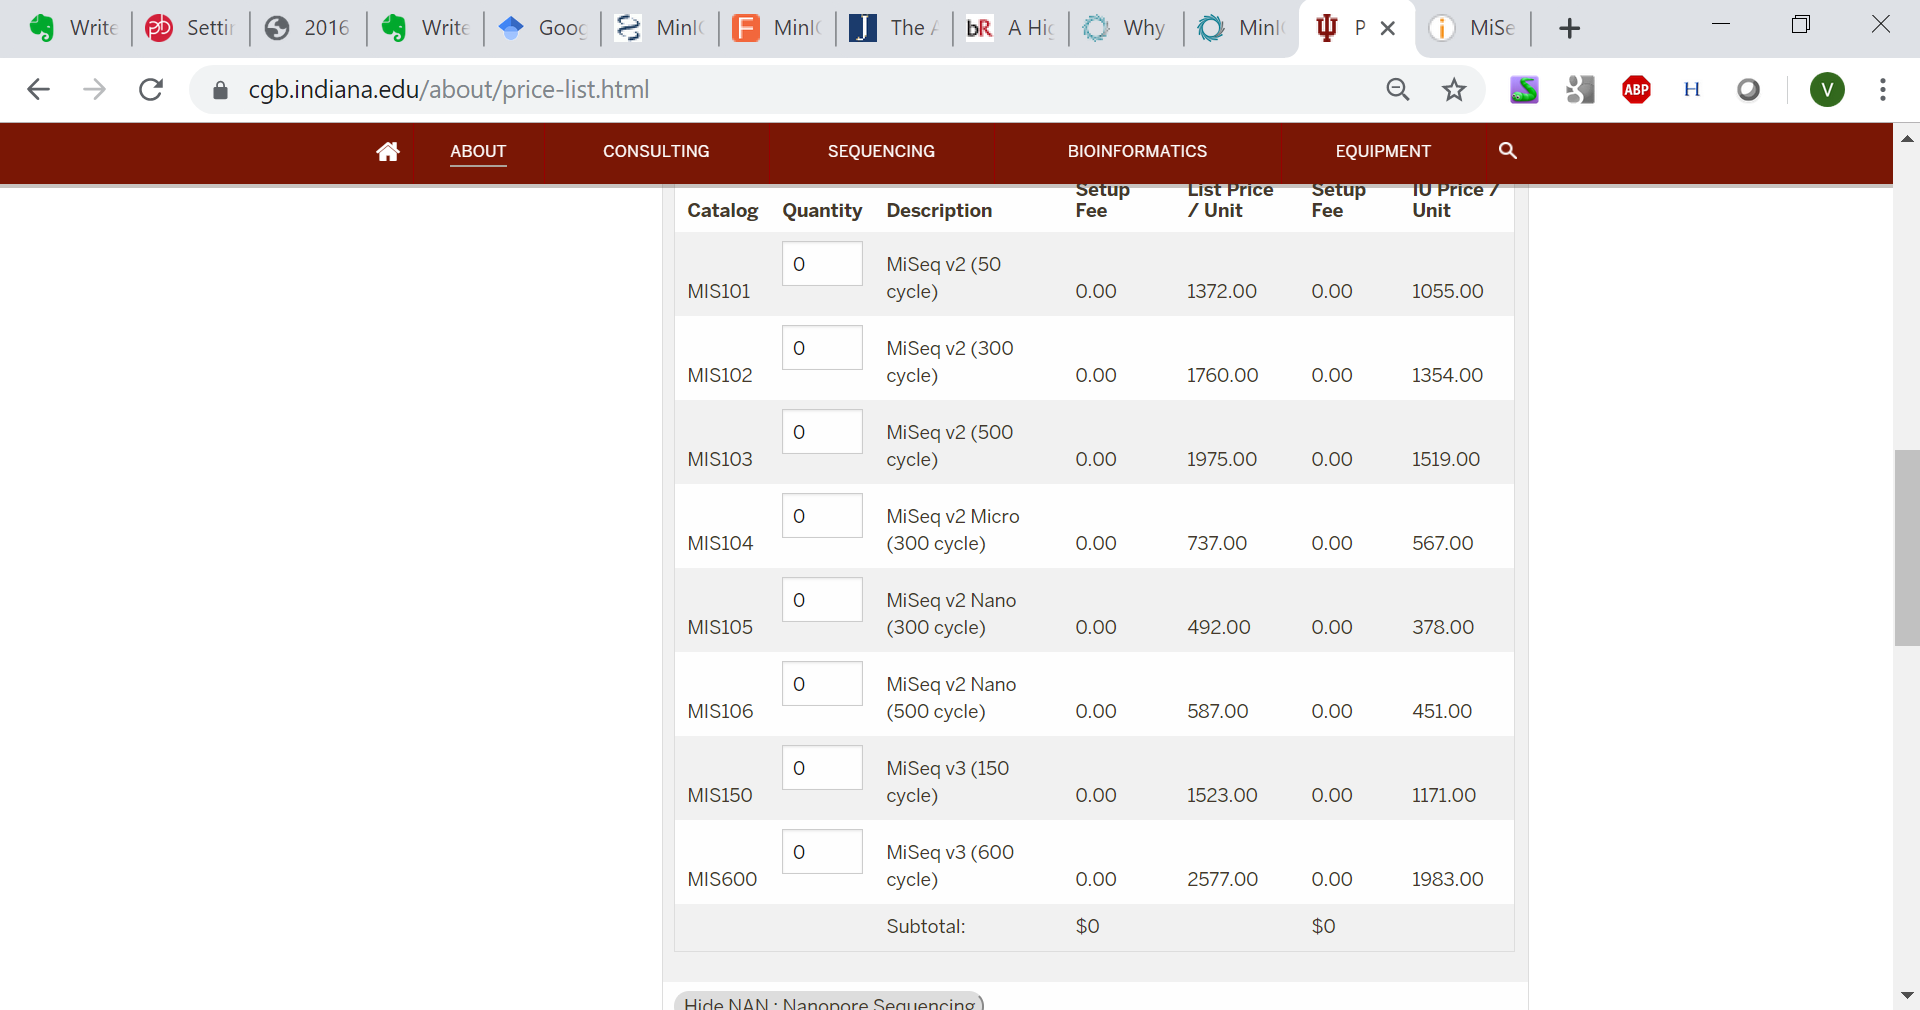 Write
Settin
2016
Write
Goog
MinIO
MinIO
The A
A Hig
Why
MinIO
P
MiSe
cgb.indiana.edu/about/price-list.html
ABP
H
V
ABOUT CONSULTING SEQUENCING BIOINFORMATICS EQUIPMENT
Catalog Quantity Description Setup Fee List Price / Unit Setup Fee IU Price / Unit
MIS101 0 MiSeq v2 (50 cycle) 0.00 1372.00 0.00 1055.00
MIS102 0 MiSeq v2 (300 cycle) 0.00 1760.00 0.00 1354.00
MIS103 0 MiSeq v2 (500 cycle) 0.00 1975.00 0.00 1519.00
MIS104 0 MiSeq v2 Micro (300 cycle) 0.00 737.00 0.00 567.00
MIS105 0 MiSeq v2 Nano (300 cycle) 0.00 492.00 0.00 378.00
MIS106 0 MiSeq v2 Nano (500 cycle) 0.00 587.00 0.00 451.00
MIS150 0 MiSeq v3 (150 cycle) 0.00 1523.00 0.00 1171.00
MIS600 0 MiSeq v3 (600 cycle) 0.00 2577.00 0.00 1983.00
Subtotal: $0 $0
Hide NAN : Nanopore Sequencing